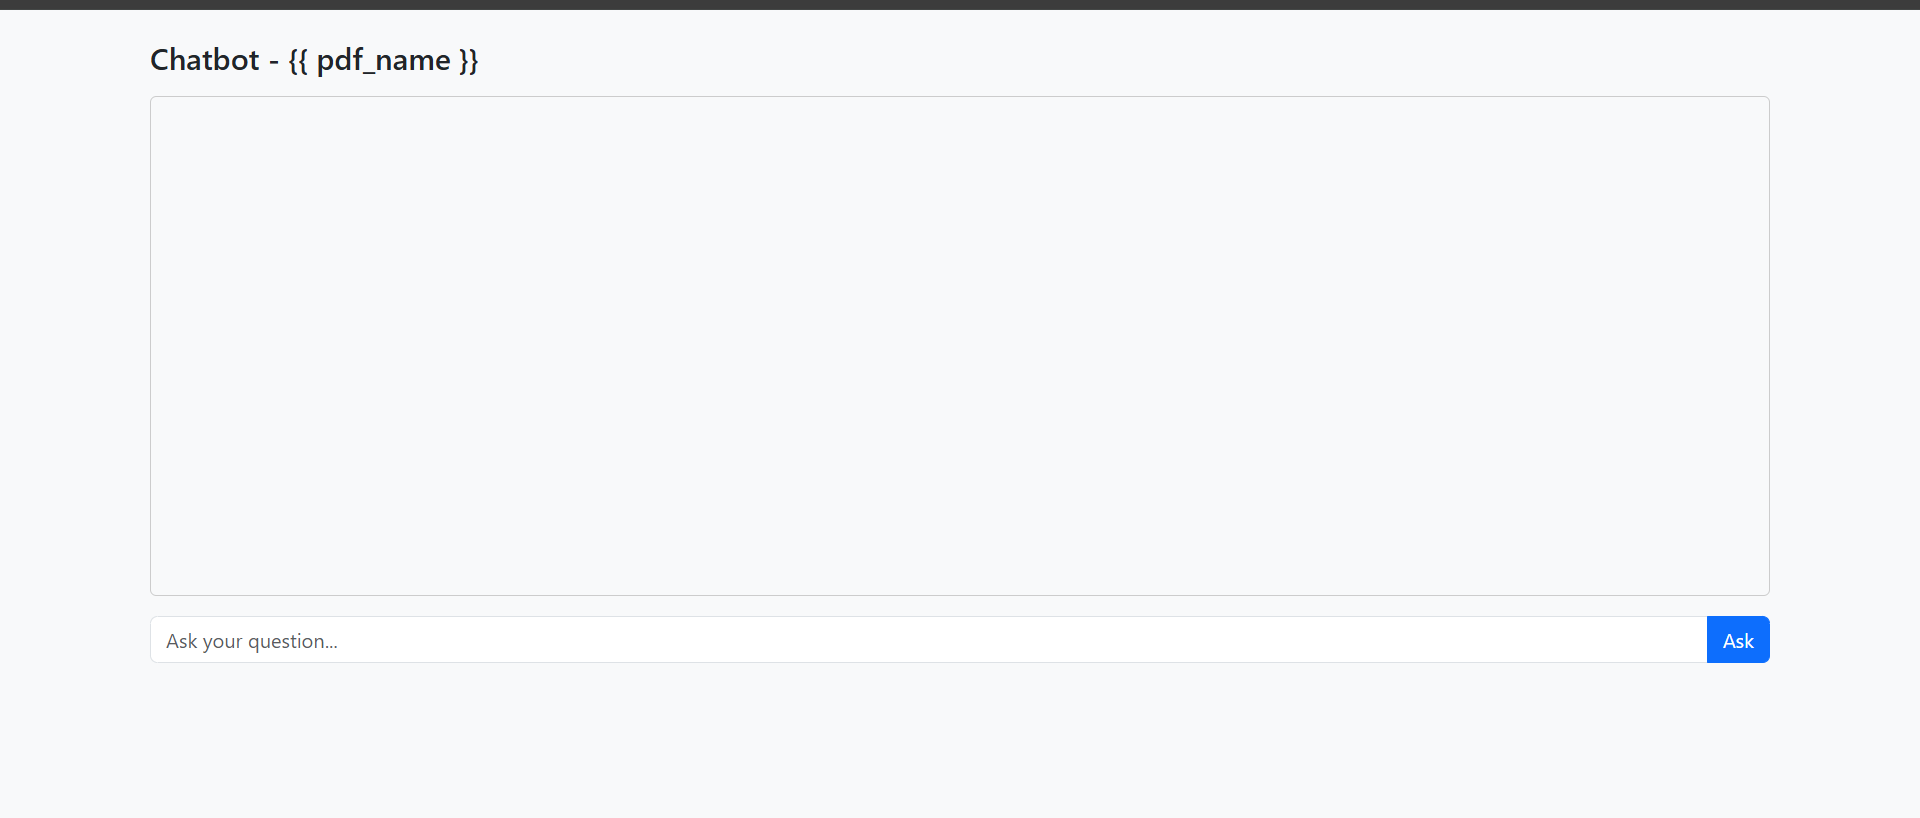 Chatbot - {{ pdf_name }}
Ask your question...
Ask